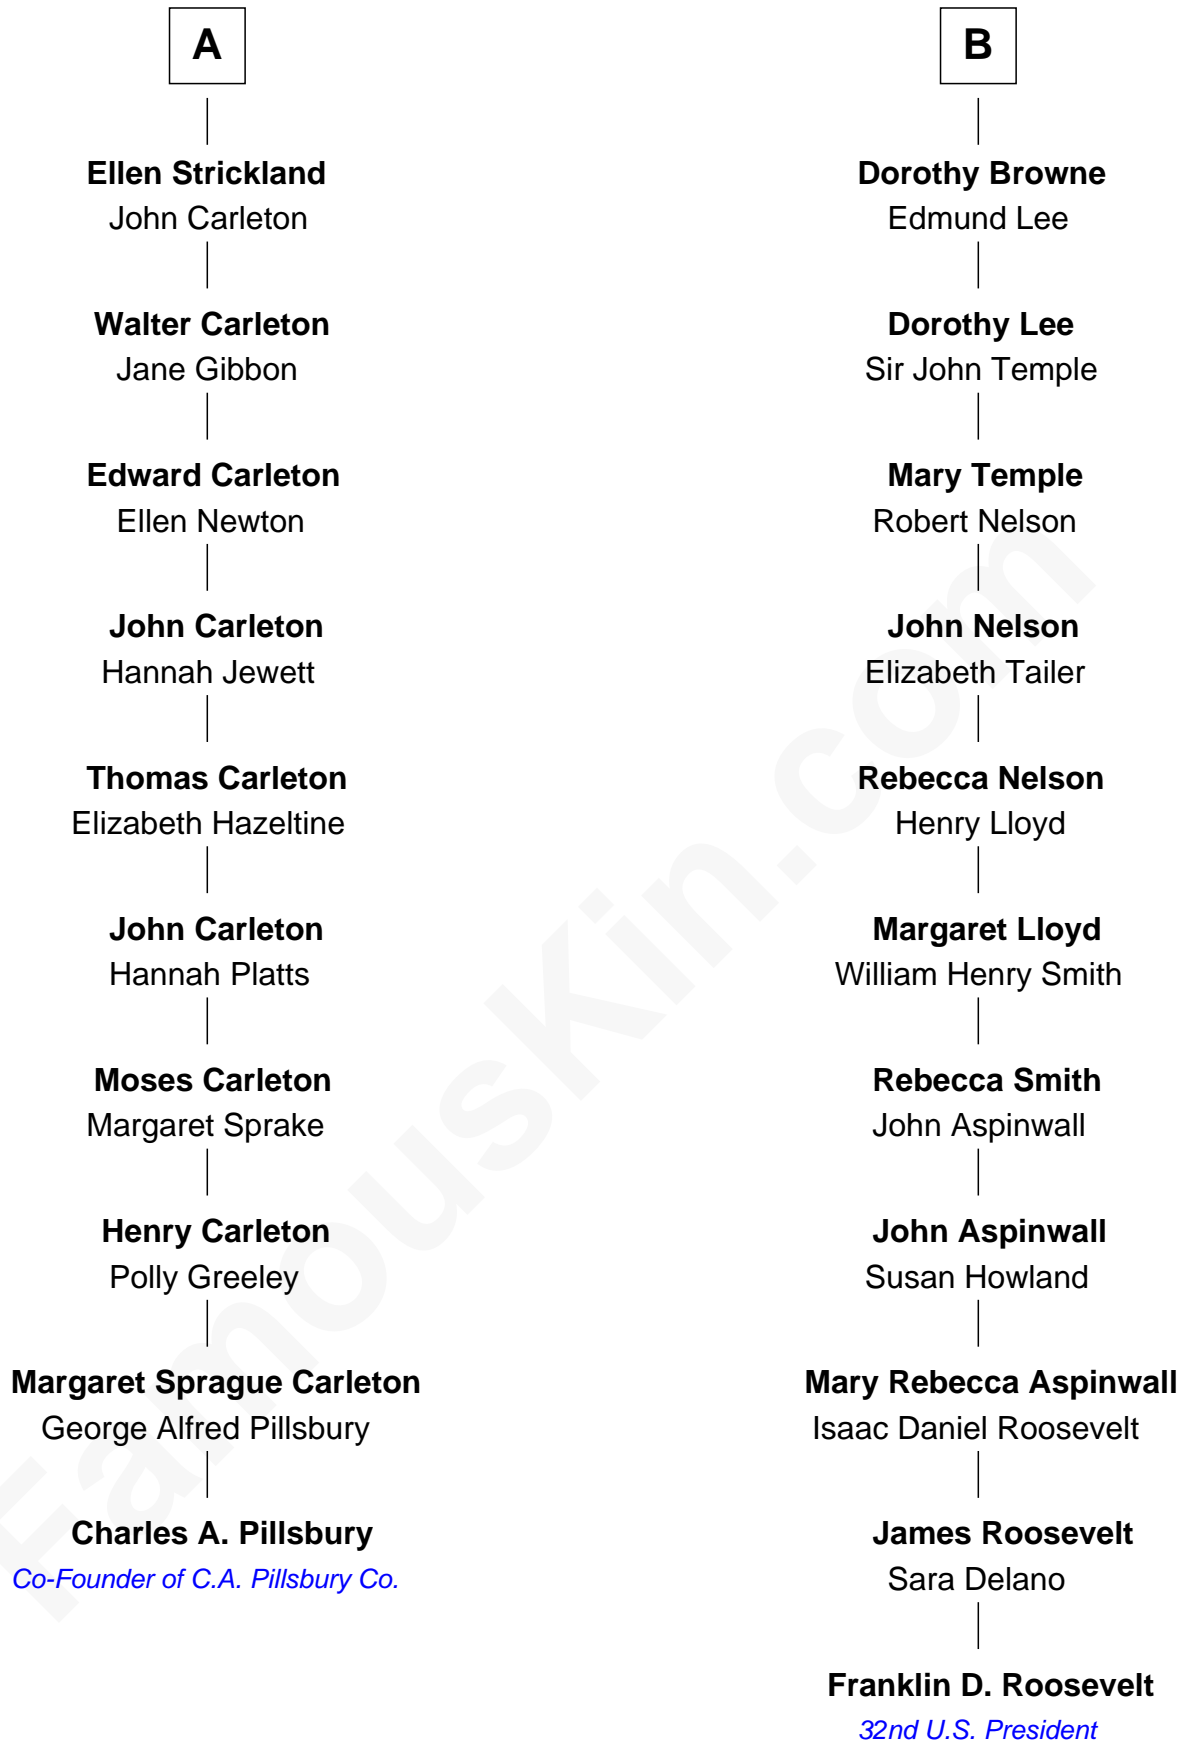 A
Ellen Strickland
John Carleton
Walter Carleton
Jane Gibbon
Edward Carleton
Ellen Newton
John Carleton
Hannah Jewett
Thomas Carleton
Elizabeth Hazeltine
John Carleton
Hannah Platts
Moses Carleton
Margaret Sprake
Henry Carleton
Polly Greeley
Margaret Sprague Carleton
George Alfred Pillsbury
Charles A. Pillsbury
Co-Founder of C.A. Pillsbury Co.
B
Dorothy Browne
Edmund Lee
Dorothy Lee
Sir John Temple
Mary Temple
Robert Nelson
John Nelson
Elizabeth Tailer
Rebecca Nelson
Henry Lloyd
Margaret Lloyd
William Henry Smith
Rebecca Smith
John Aspinwall
John Aspinwall
Susan Howland
Mary Rebecca Aspinwall
Isaac Daniel Roosevelt
James Roosevelt
Sara Delano
Franklin D. Roosevelt
32nd U.S. President
FamousKin.com